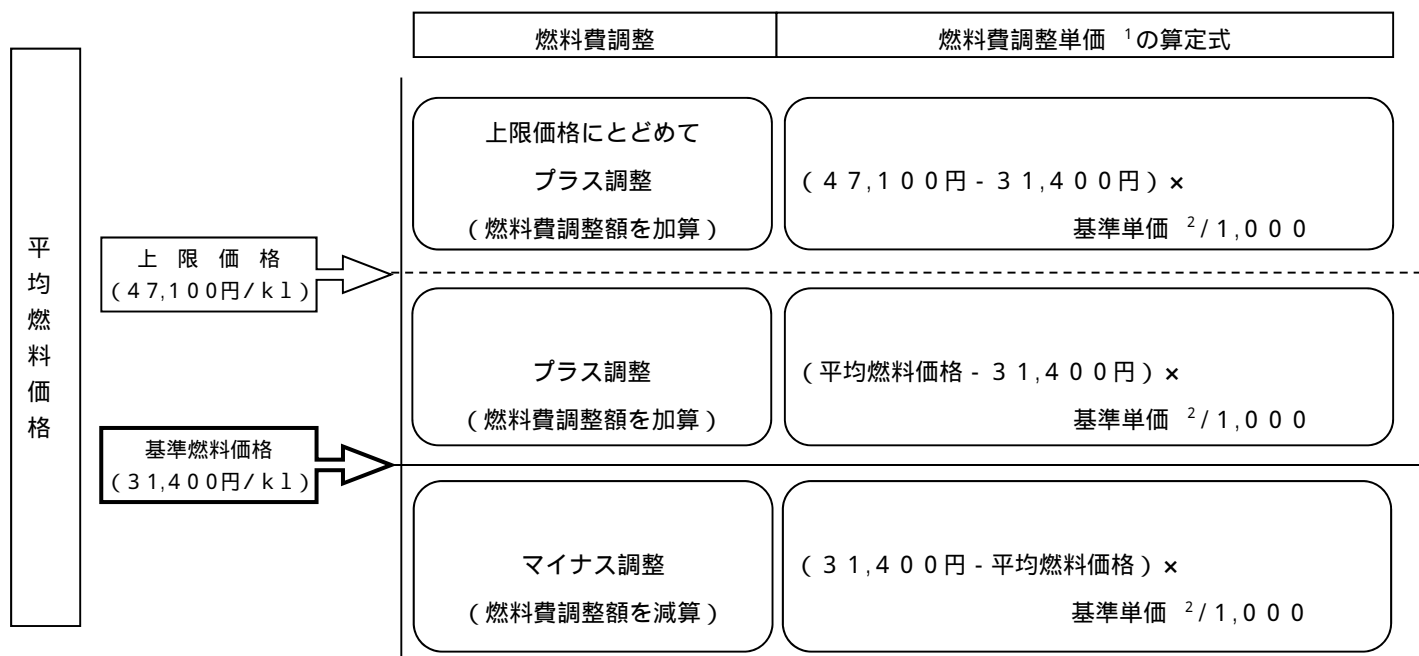 燃料費調整 燃料費調整単価 ¹の算定式
平均燃料価格
上限価格にとどめて
プラス調整
(燃料費調整額を加算)
(47,100円-31,400円)×
基準単価 ²/1,000
上 限 価 格
(47,100円/kl)
プラス調整
(燃料費調整額を加算)
(平均燃料価格-31,400円)×
基準単価 ²/1,000
基準燃料価格
(31,400円/kl)
マイナス調整
(燃料費調整額を減算)
(31,400円-平均燃料価格)×
基準単価 ²/1,000